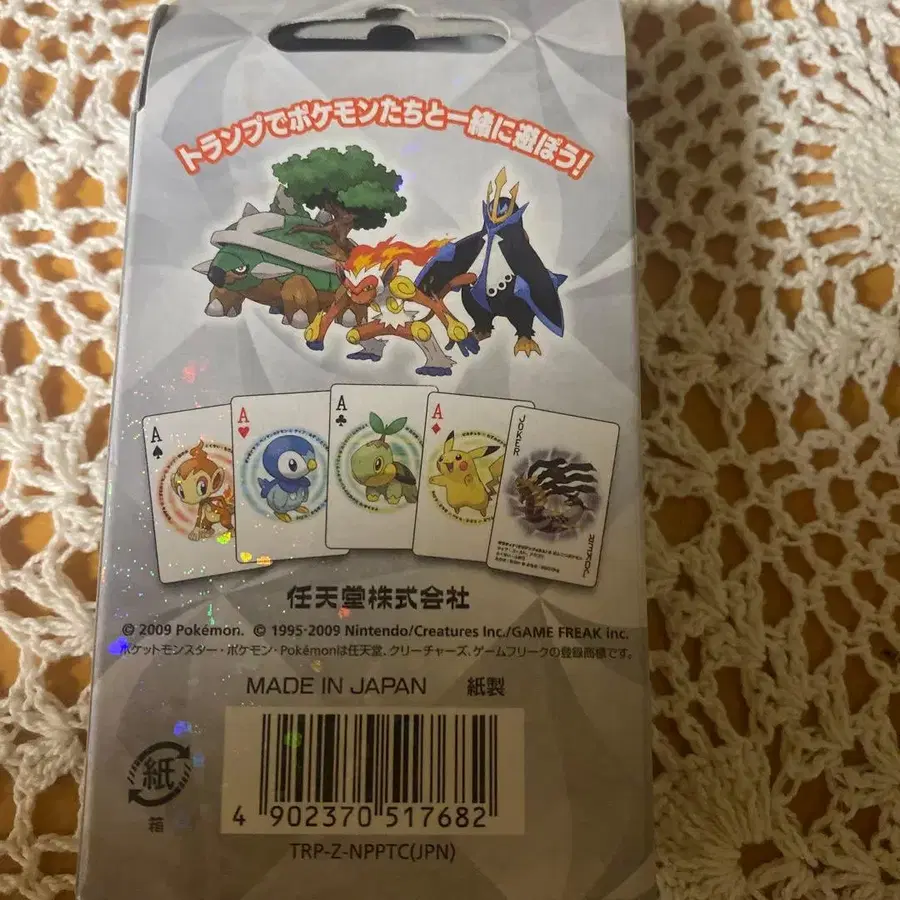 トランプでポケモンたちと一緒に遊ぼう!
A
A
A
A
JOKER
JOKER
任天堂株式会社
© 2009 Pokémon. © 1995-2009 Nintendo/Creatures Inc./GAME FREAK inc.
ポケットモンスター・ポケモン・Pokémonは任天堂、クリーチャーズ、ゲームフリークの登録商標です。
MADE IN JAPAN 紙製
紙
箱
4 902370 517682
TRP-Z-NPPTC(JPN)